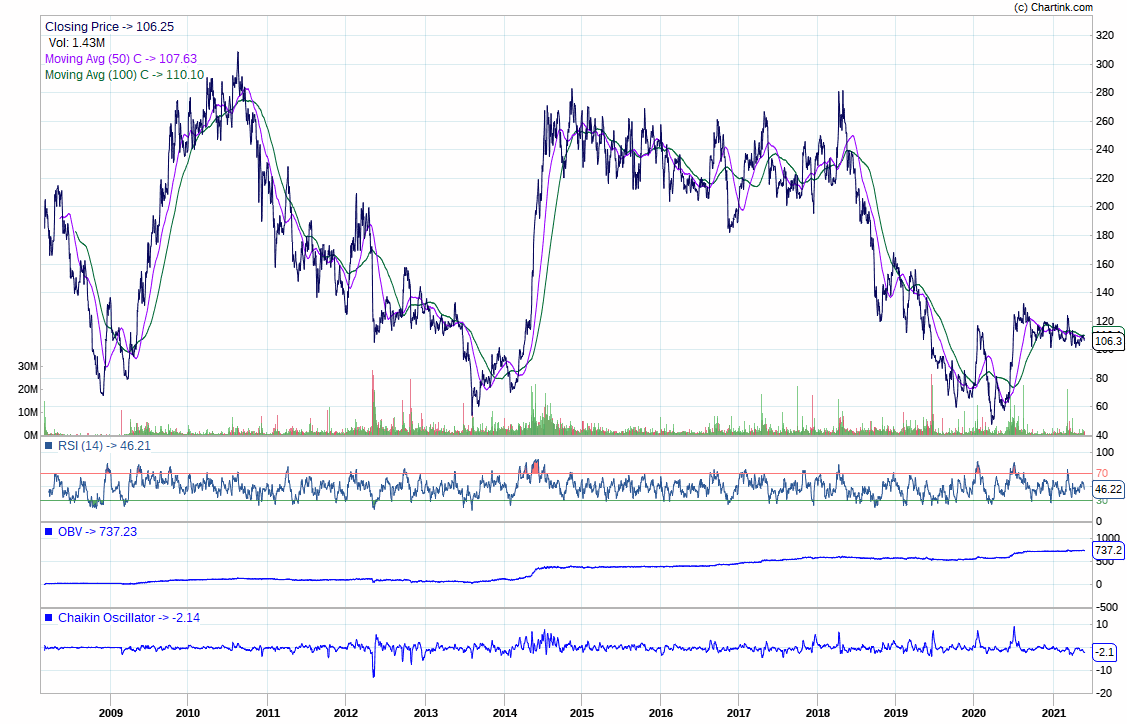 (c) Chartink.com
Closing Price -> 106.25
Vol: 1.43M
Moving Avg (50) C -> 107.63
Moving Avg (100) C -> 110.10
320
300
280
260
240
220
200
180
160
140
120
106.3
80
60
40
30M
20M
10M
0M
RSI (14) -> 46.21
100
70
46.22
0
OBV -> 737.23
1000
737.2
500
0
-500
Chaikin Oscillator -> -2.14
10
-2.1
-10
-20
2009 2010 2011 2012 2013 2014 2015 2016 2017 2018 2019 2020 2021